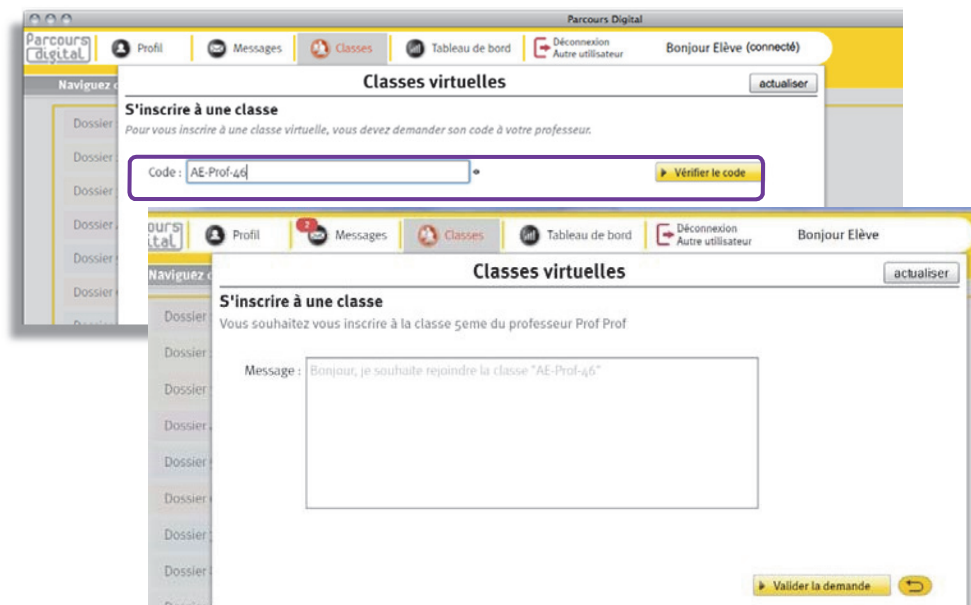 Parcours Digital
Parcours digital
Profil
Messages
Classes
Tableau de bord
Déconnexion
Autre utilisateur
Bonjour Elève (connecté)
Naviguez
Classes virtuelles
actualiser
S'inscrire à une classe
Pour vous inscrire à une classe virtuelle, vous devez demander son code à votre professeur.
Code : AE-Prof-46
Vérifier le code
Dossier
Dossier
Dossier
Dossier
Dossier
Dossier
Profil
Messages
Classes
Tableau de bord
Déconnexion
Autre utilisateur
Bonjour Elève
Naviguez
Classes virtuelles
actualiser
S'inscrire à une classe
Vous souhaitez vous inscrire à la classe 5eme du professeur Prof Prof
Message : Bonjour, je souhaite rejoindre la classe "AE-Prof-46"
Dossier
Dossier
Dossier
Dossier
Dossier
Dossier
Dossier
Dossier
Valider la demande